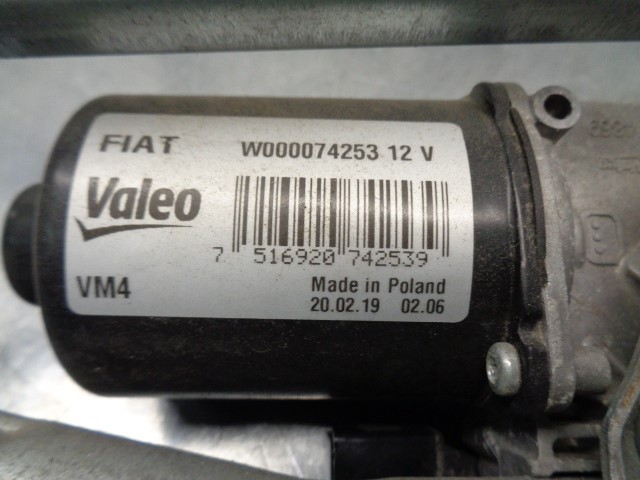 FIAT W000074253 12 V
Valeo
7 516920 742539
VM4 Made in Poland
20.02.19 02.06